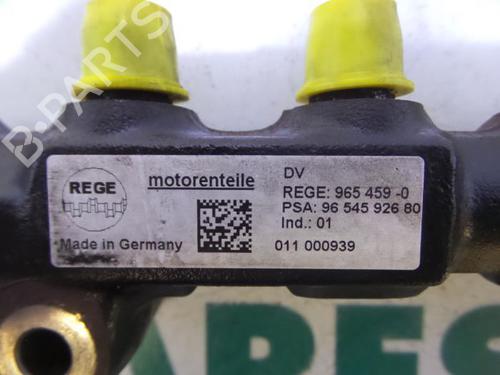 B-PARTS
REGE
motorenteile
Made in Germany
DV
REGE: 965 459 -0
PSA: 96 545 926 80
Ind.: 01
011 000939